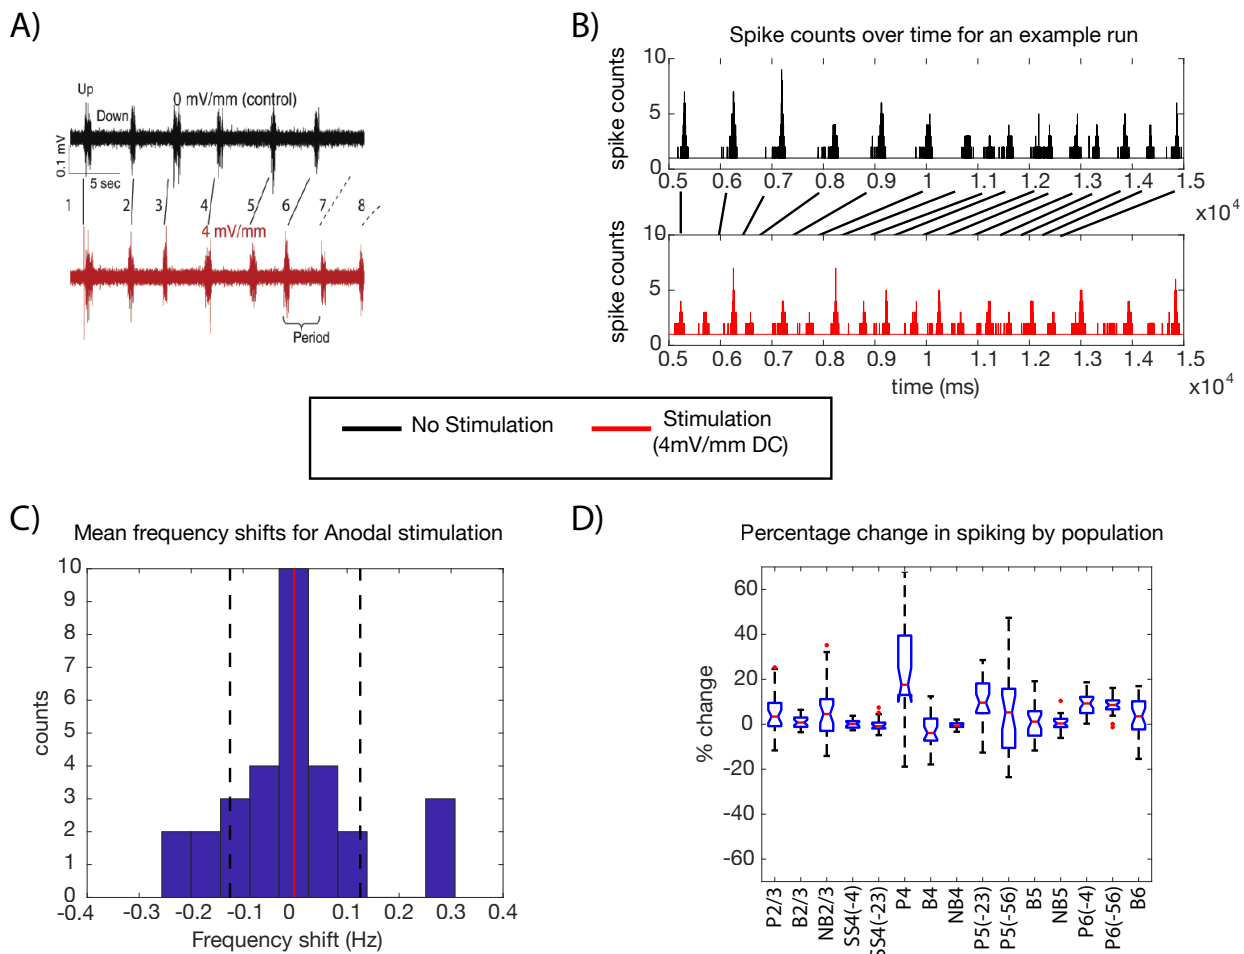 A)
Up
Down
0 mV/mm (control)
0.1 mV
5 sec
1 2 3 4 5 6 7 8
4 mV/mm
Period
B)
Spike counts over time for an example run
spike counts
10
5
0
0.5 0.6 0.7 0.8 0.9 1 1.1 1.2 1.3 1.4 1.5
x10⁴
spike counts
10
5
0
0.5 0.6 0.7 0.8 0.9 1 1.1 1.2 1.3 1.4 1.5
time (ms)
x10⁴
No Stimulation
Stimulation
(4mV/mm DC)
C)
Mean frequency shifts for Anodal stimulation
counts
10
9
8
7
6
5
4
3
2
1
0
-0.4 -0.3 -0.2 -0.1 0 0.1 0.2 0.3 0.4
Frequency shift (Hz)
D)
Percentage change in spiking by population
% change
60
40
20
0
-20
-40
-60
P2/3
B2/3
NB2/3
SS4(-4)
SS4(-23)
P4
B4
NB4
P5(-23)
P5(-56)
B5
NB5
P6(-4)
P6(-56)
B6